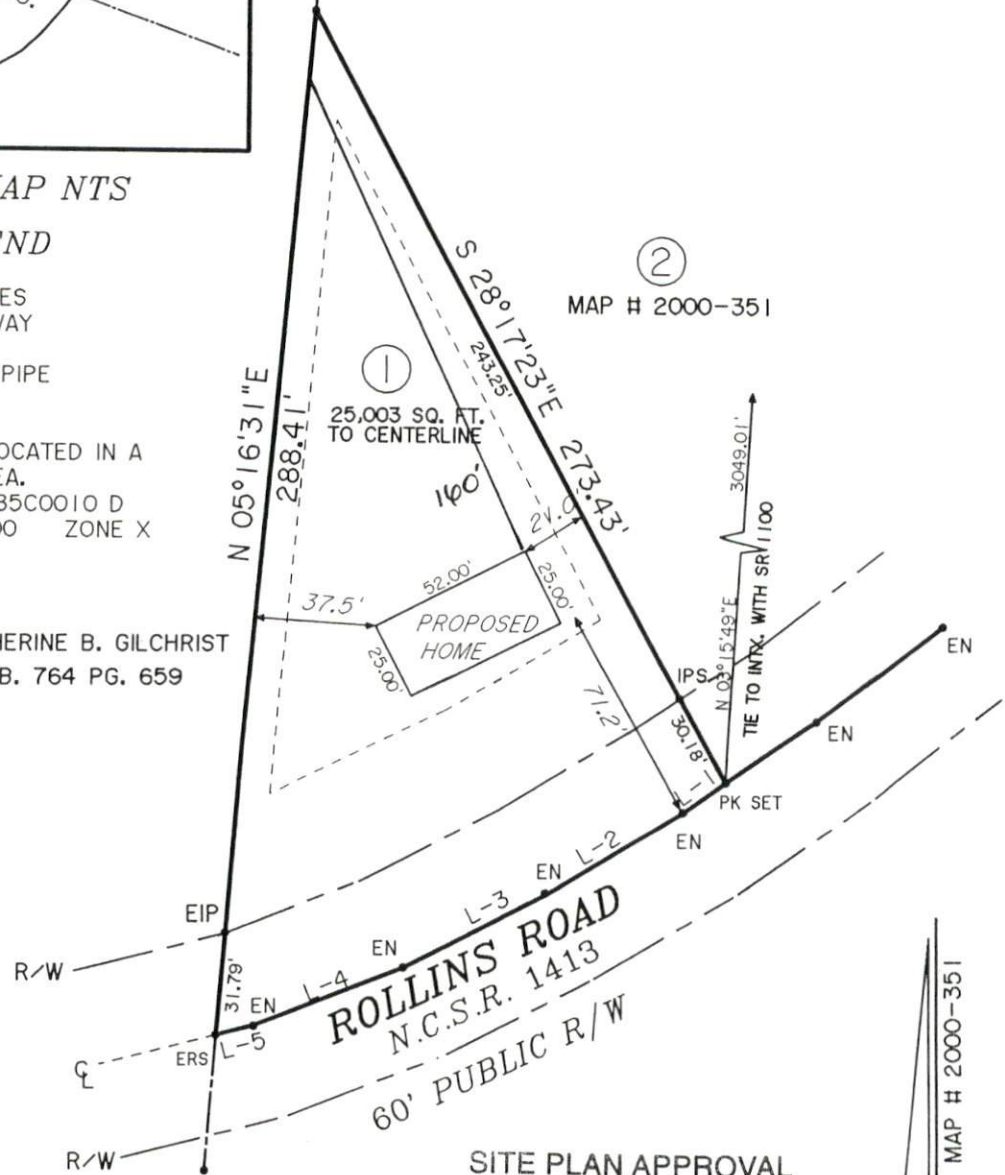 AP NTS
ND
ES
WAY
PIPE
OCATED IN A
EA.
35C0010 D
00 ZONE X
HERINE B. GILCHRIST
B. 764 PG. 659
N 05°16'31"E
288.41'
S 28°17'23"E 273.43'
243.25'
2
MAP # 2000-351
1
25,003 SQ. FT.
TO CENTERLINE
160'
37.5'
52.00'
25.00'
25.00'
PROPOSED
HOME
71.2'
30.18'
IPS
3049.01'
N 03°15'49"E
TIE TO INTX. WITH SR 1100
EN
EN
PK SET
EN
L-2
EN
L-3
EN
L-4
EN
L-5
ERS
31.79'
EIP
R/W
ROLLINS ROAD
N.C.S.R. 1413
60' PUBLIC R/W
CL
R/W
MAP # 2000-351
SITE PLAN APPROVAL